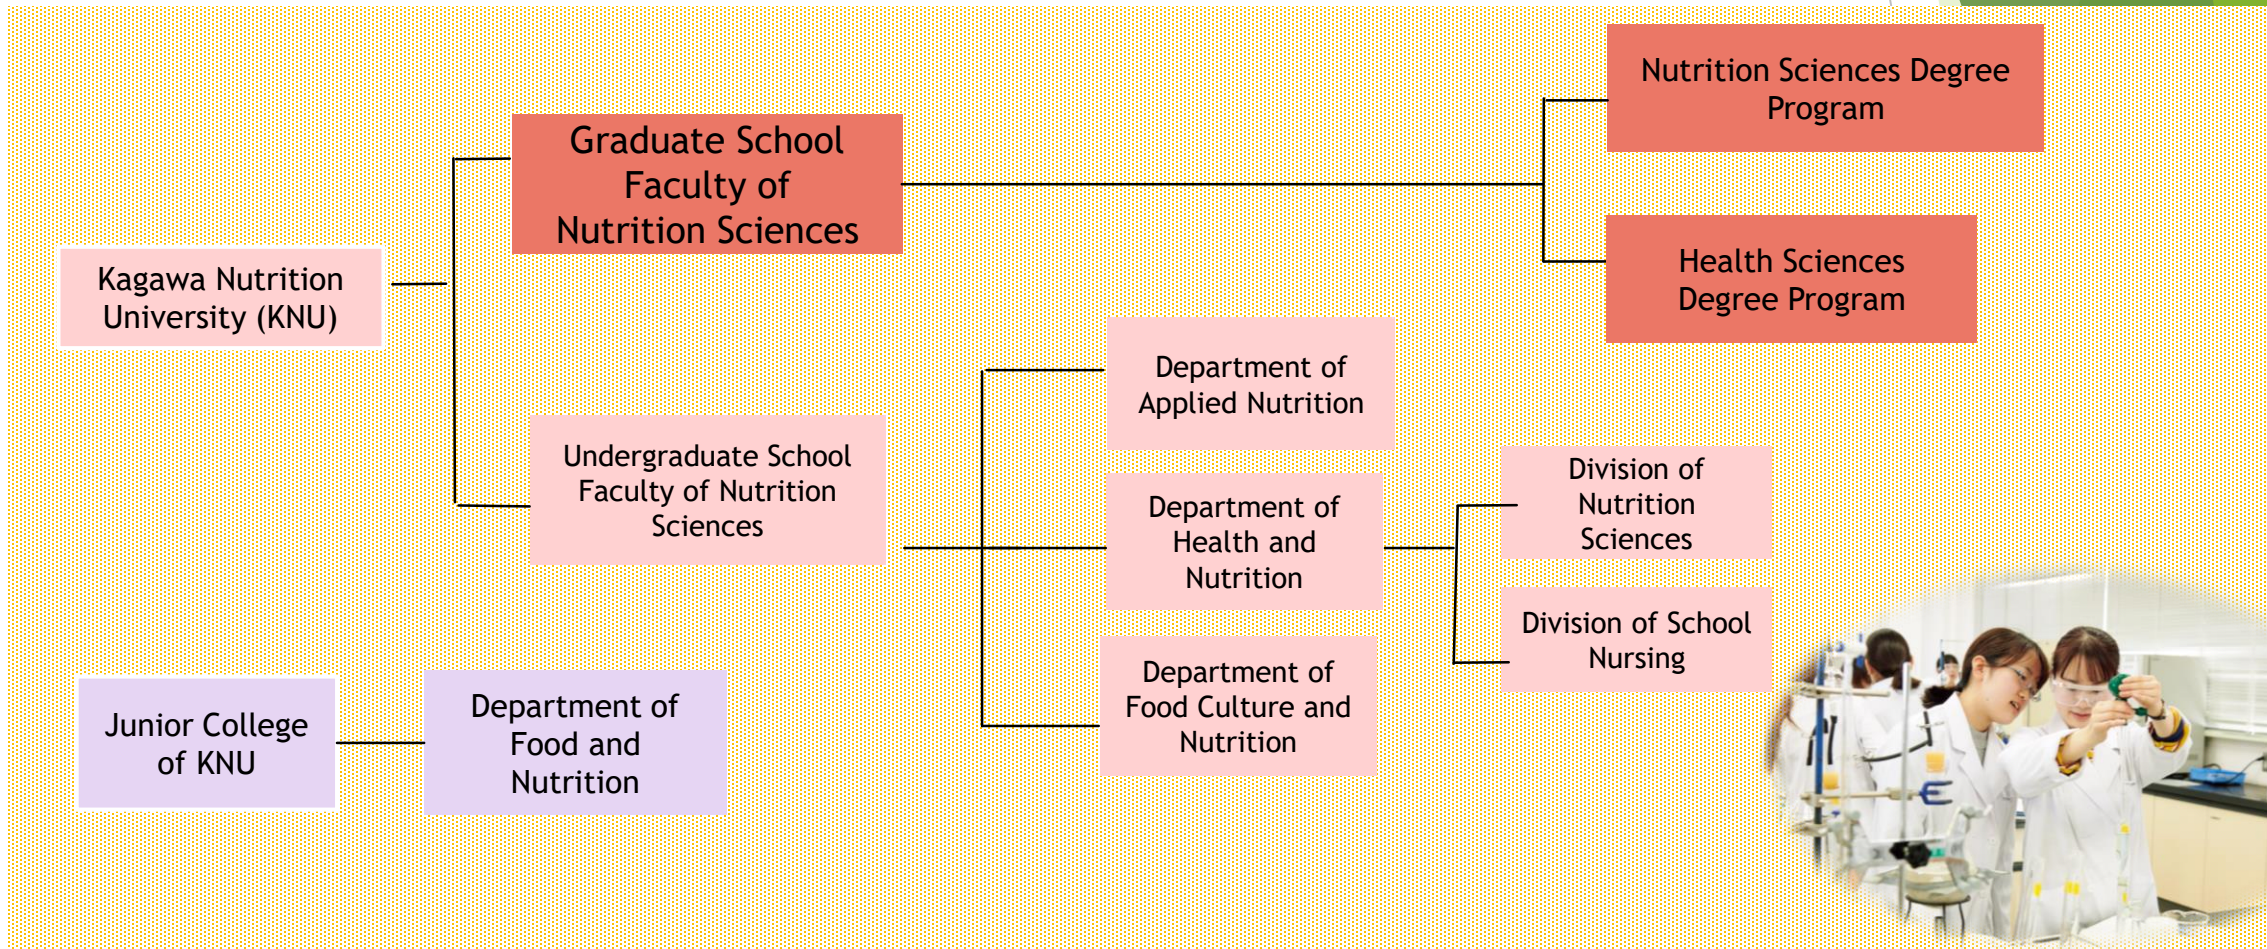 Nutrition Sciences Degree
Program
Graduate School
Faculty of
Nutrition Sciences
Health Sciences
Degree Program
Kagawa Nutrition
University (KNU)
Department of
Applied Nutrition
Undergraduate School
Faculty of Nutrition
Sciences
Department of
Health and
Nutrition
Division of
Nutrition
Sciences
Division of School
Nursing
Department of
Food Culture and
Nutrition
Junior College
of KNU
Department of
Food and
Nutrition